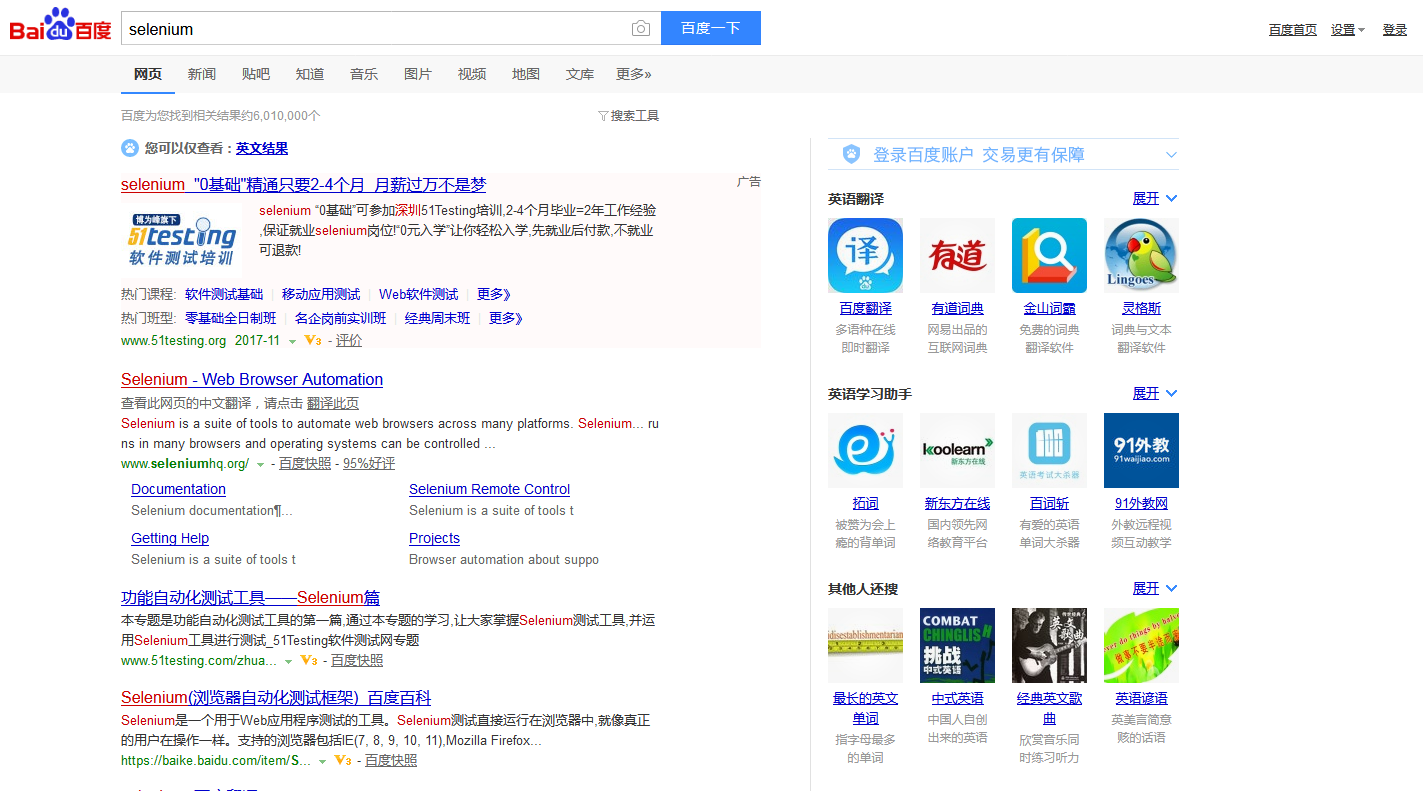 Baidu百度
selenium
百度一下
百度首页 设置 登录
网页 新闻 贴吧 知道 音乐 图片 视频 地图 文库 更多»
百度为您找到相关结果约6,010,000个
搜索工具
您可以仅查看：英文结果
selenium "0基础"精通只要2-4个月 月薪过万不是梦
广告
博为峰旗下
51testing
软件测试培训
selenium “0基础”可参加深圳51Testing培训,2-4个月毕业=2年工作经验
,保证就业selenium岗位!“0元入学”让你轻松入学,先就业后付款,不就业
可退款!
热门课程: 软件测试基础 移动应用测试 Web软件测试 更多》
热门班型: 零基础全日制班 名企岗前实训班 经典周末班 更多》
www.51testing.org 2017-11 V3 - 评价
Selenium - Web Browser Automation
查看此网页的中文翻译，请点击 翻译此页
Selenium is a suite of tools to automate web browsers across many platforms. Selenium... ru
ns in many browsers and operating systems can be controlled ...
www.seleniumhq.org/ - 百度快照 - 95%好评
Documentation Selenium Remote Control
Selenium documentation¶... Selenium is a suite of tools t
Getting Help Projects
Selenium is a suite of tools t Browser automation about suppo
功能自动化测试工具——Selenium篇
本专题是功能自动化测试工具的第一篇,通过本专题的学习,让大家掌握Selenium测试工具,并运
用Selenium工具进行测试_51Testing软件测试网专题
www.51testing.com/zhua... V3 - 百度快照
Selenium(浏览器自动化测试框架)_百度百科
Selenium是一个用于Web应用程序测试的工具。Selenium测试直接运行在浏览器中,就像真正
的用户在操作一样。支持的浏览器包括IE(7, 8, 9, 10, 11),Mozilla Firefox...
https://baike.baidu.com/item/S... V3 - 百度快照
登录百度账户 交易更有保障
英语翻译 展开
译 有道 Lingoes
百度翻译 有道词典 金山词霸 灵格斯
多语种在线 网易出品的 免费的词典 词典与文本
即时翻译 互联网词典 翻译软件 翻译软件
英语学习助手 展开
koolearn 新东方在线
英语考试大杀器
91外教
91waijiao.com
拓词 新东方在线 百词斩 91外教网
被赞为会上 国内领先网 有爱的英语 外教远程视
瘾的背单词 络教育平台 单词大杀器 频互动教学
其他人还搜 展开
idisestablishmentarian
COMBAT
CHINGLISH
挑战
中式英语
英文
歌曲
ever do things by halve
做事不要半途而废
最长的英文 中式英语 经典英文歌 英语谚语
单词 中国人自创 曲 英美言简意
指字母最多 出来的英语 欣赏音乐同 赅的话语
的单词 时练习听力